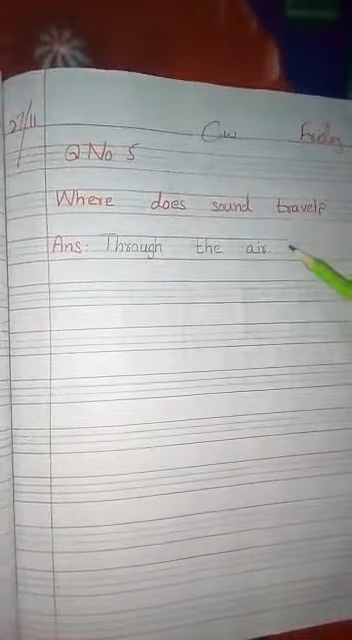 27/11
Cw Friday
Q No 5
Where does sound travel?
Ans: Through the air.